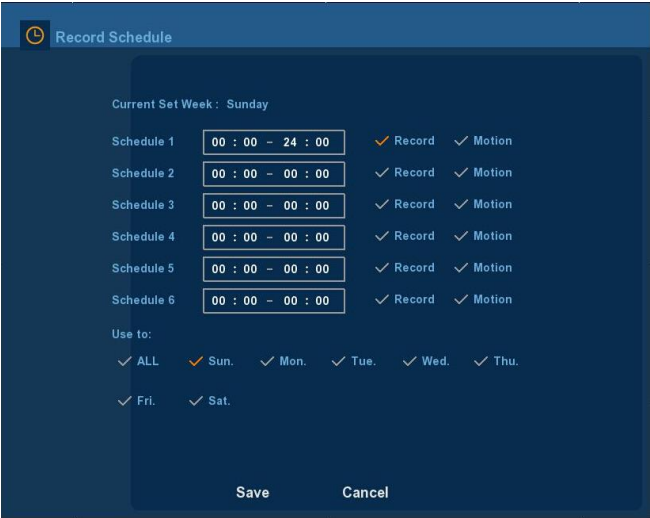 Record Schedule
Current Set Week : Sunday
Schedule 1 00 : 00 - 24 : 00 Record Motion
Schedule 2 00 : 00 - 00 : 00 Record Motion
Schedule 3 00 : 00 - 00 : 00 Record Motion
Schedule 4 00 : 00 - 00 : 00 Record Motion
Schedule 5 00 : 00 - 00 : 00 Record Motion
Schedule 6 00 : 00 - 00 : 00 Record Motion
Use to:
ALL Sun. Mon. Tue. Wed. Thu.
Fri. Sat.
Save Cancel